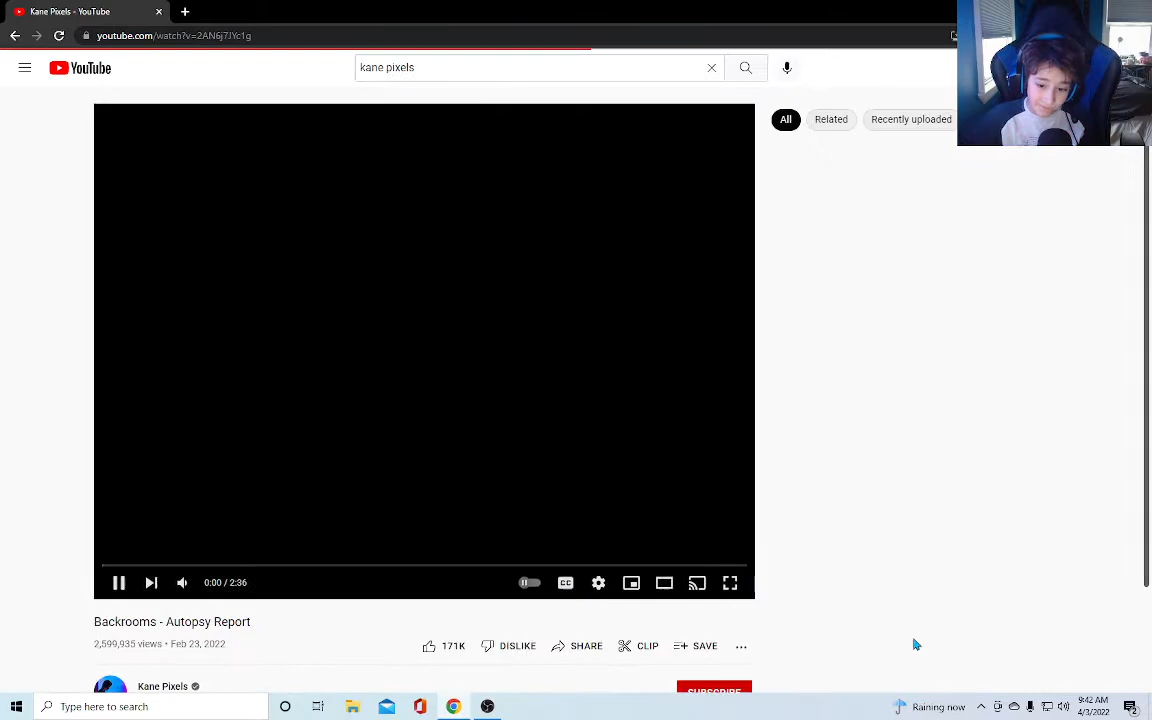 Kane Pixels - YouTube
youtube.com/watch?v=2AN6j7JYc1g
YouTube
kane pixels
All Related Recently uploaded
0:00 / 2:36
CC
Backrooms - Autopsy Report
2,599,935 views • Feb 23, 2022
171K DISLIKE SHARE CLIP SAVE
Kane Pixels
SUBSCRIBE
Type here to search
Raining now
9:42 AM
4/3/2022
2